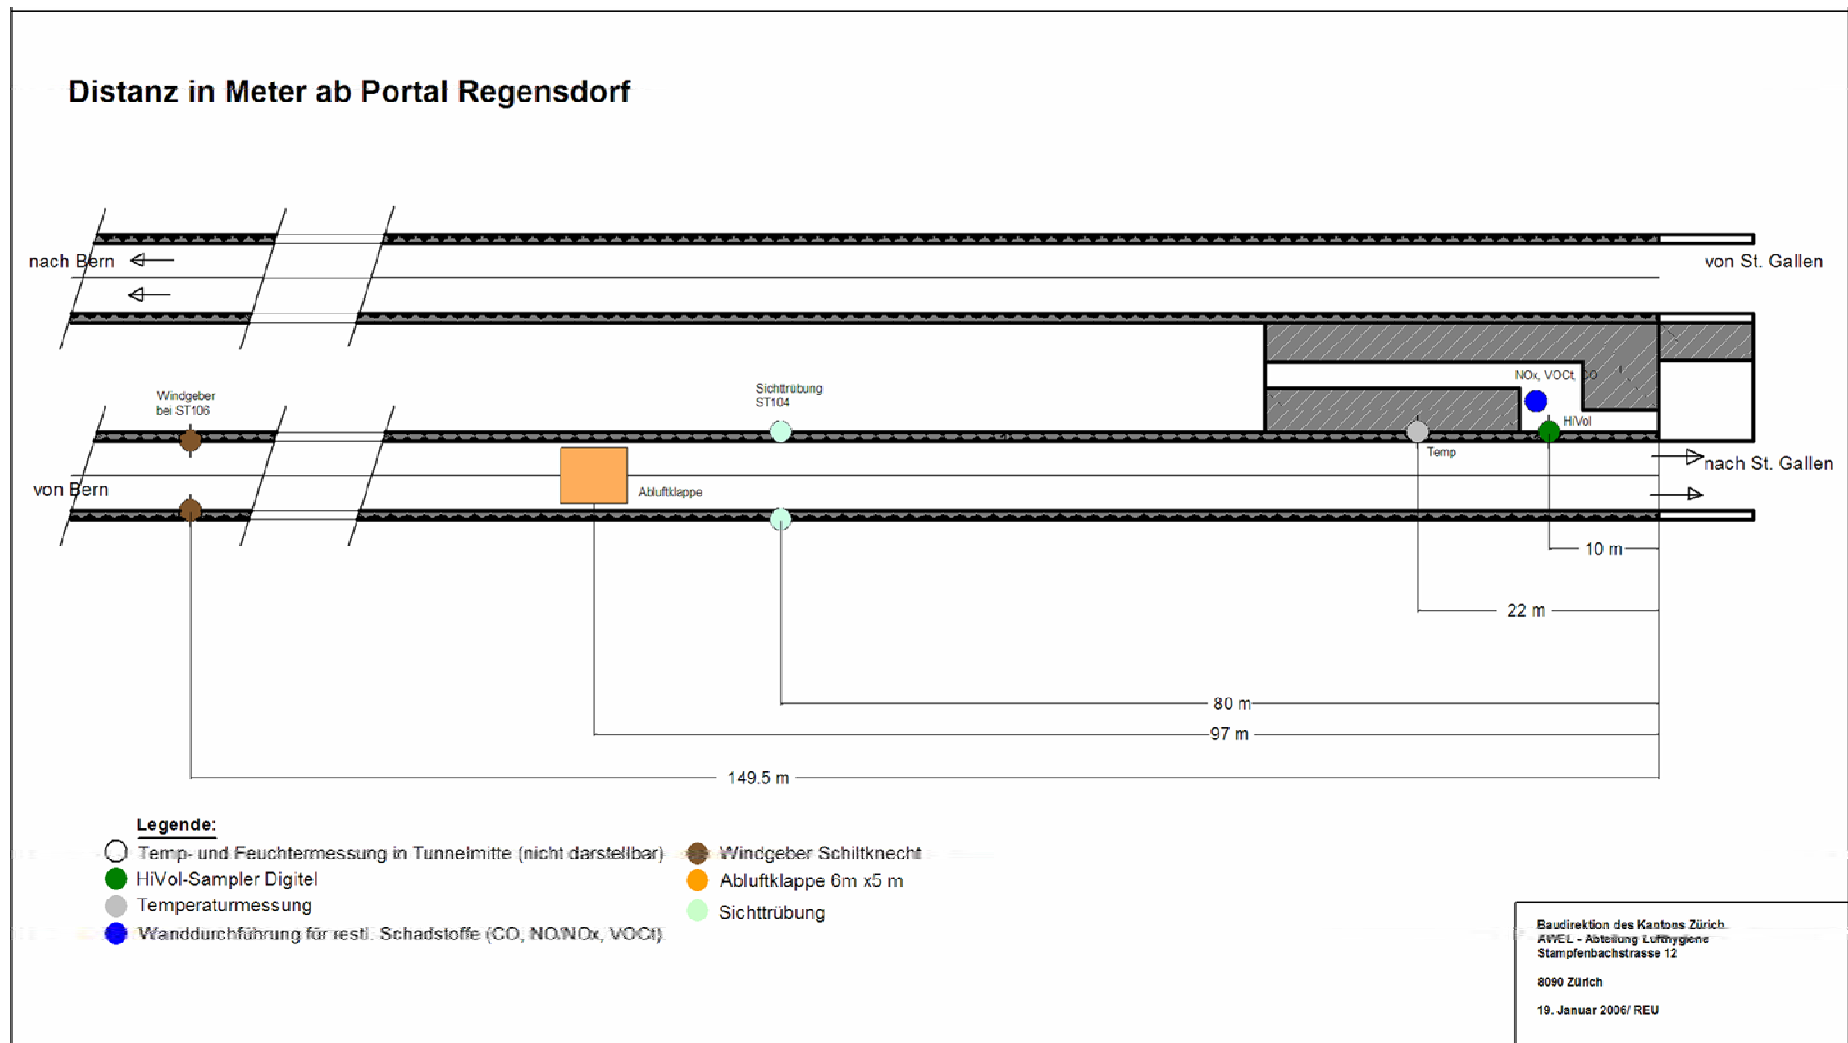 Distanz in Meter ab Portal Regensdorf
nach Bern
von St. Gallen
Windgeber
bei ST106
Sichttrübung
ST104
NOx, VOCt, CO
HiVol
Temp
von Bern
Abluftklappe
nach St. Gallen
10 m
22 m
80 m
97 m
149.5 m
Legende:
Temp- und Feuchtermessung in Tunnelmitte (nicht darstellbar)
HiVol-Sampler Digitel
Temperaturmessung
Wanddurchführung für restl. Schadstoffe (CO, NO/NOx, VOCt)
Windgeber Schiltknecht
Abluftklappe 6m x5 m
Sichttrübung
Baudirektion des Kantons Zürich
AWEL - Abteilung Lufthygiene
Stampfenbachstrasse 12
8090 Zürich
19. Januar 2006/ REU